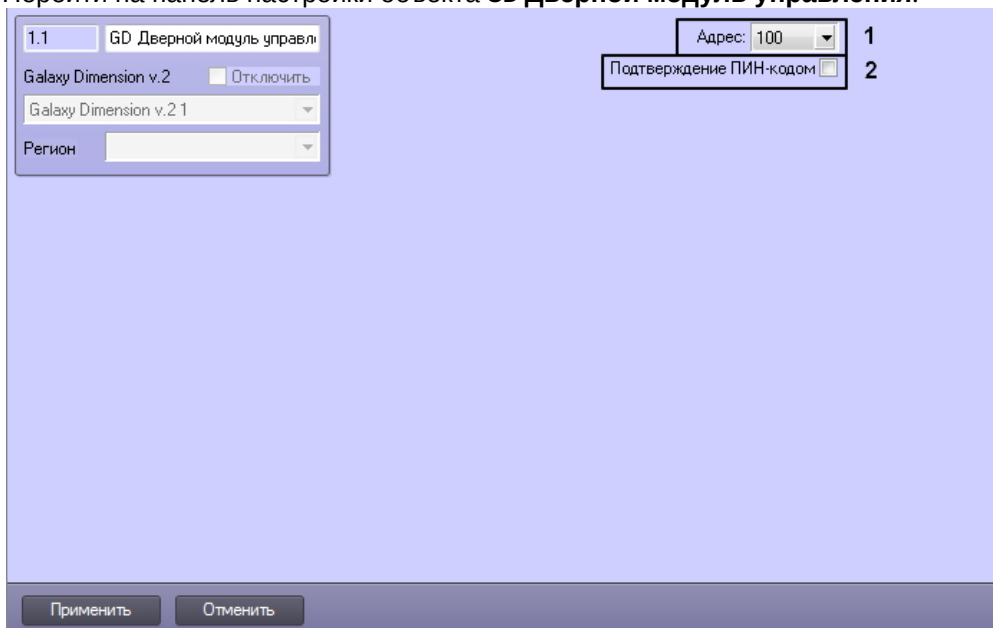 Перейти на панель настройки объекта GD Дверной модуль управления.
1.1 GD Дверной модуль управл
Адрес: 100 1
Galaxy Dimension v.2 Отключить
Подтверждение ПИН-кодом 2
Galaxy Dimension v.2 1
Регион
Применить Отменить